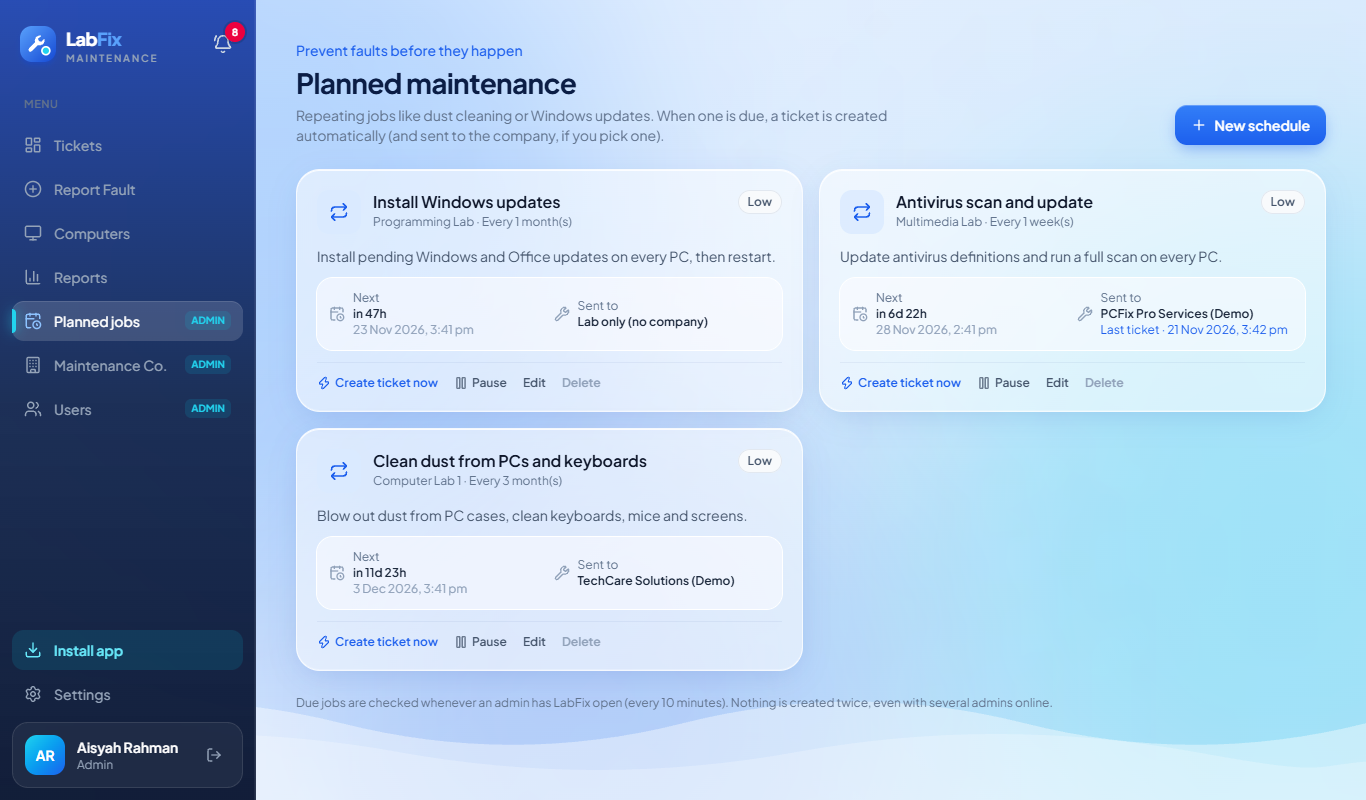 LabFix
MAINTENANCE
8
MENU
Tickets
Report Fault
Computers
Reports
Planned jobs ADMIN
Maintenance Co. ADMIN
Users ADMIN
Install app
Settings
AR
Aisyah Rahman
Admin
Prevent faults before they happen
Planned maintenance
Repeating jobs like dust cleaning or Windows updates. When one is due, a ticket is created
automatically (and sent to the company, if you pick one).
+ New schedule
Install Windows updates
Low
Programming Lab · Every 1 month(s)
Install pending Windows and Office updates on every PC, then restart.
Next
in 47h
23 Nov 2026, 3:41 pm
Sent to
Lab only (no company)
Create ticket now Pause Edit Delete
Antivirus scan and update
Low
Multimedia Lab · Every 1 week(s)
Update antivirus definitions and run a full scan on every PC.
Next
in 6d 22h
28 Nov 2026, 2:41 pm
Sent to
PCFix Pro Services (Demo)
Last ticket · 21 Nov 2026, 3:42 pm
Create ticket now Pause Edit Delete
Clean dust from PCs and keyboards
Low
Computer Lab 1 · Every 3 month(s)
Blow out dust from PC cases, clean keyboards, mice and screens.
Next
in 11d 23h
3 Dec 2026, 3:41 pm
Sent to
TechCare Solutions (Demo)
Create ticket now Pause Edit Delete
Due jobs are checked whenever an admin has LabFix open (every 10 minutes). Nothing is created twice, even with several admins online.